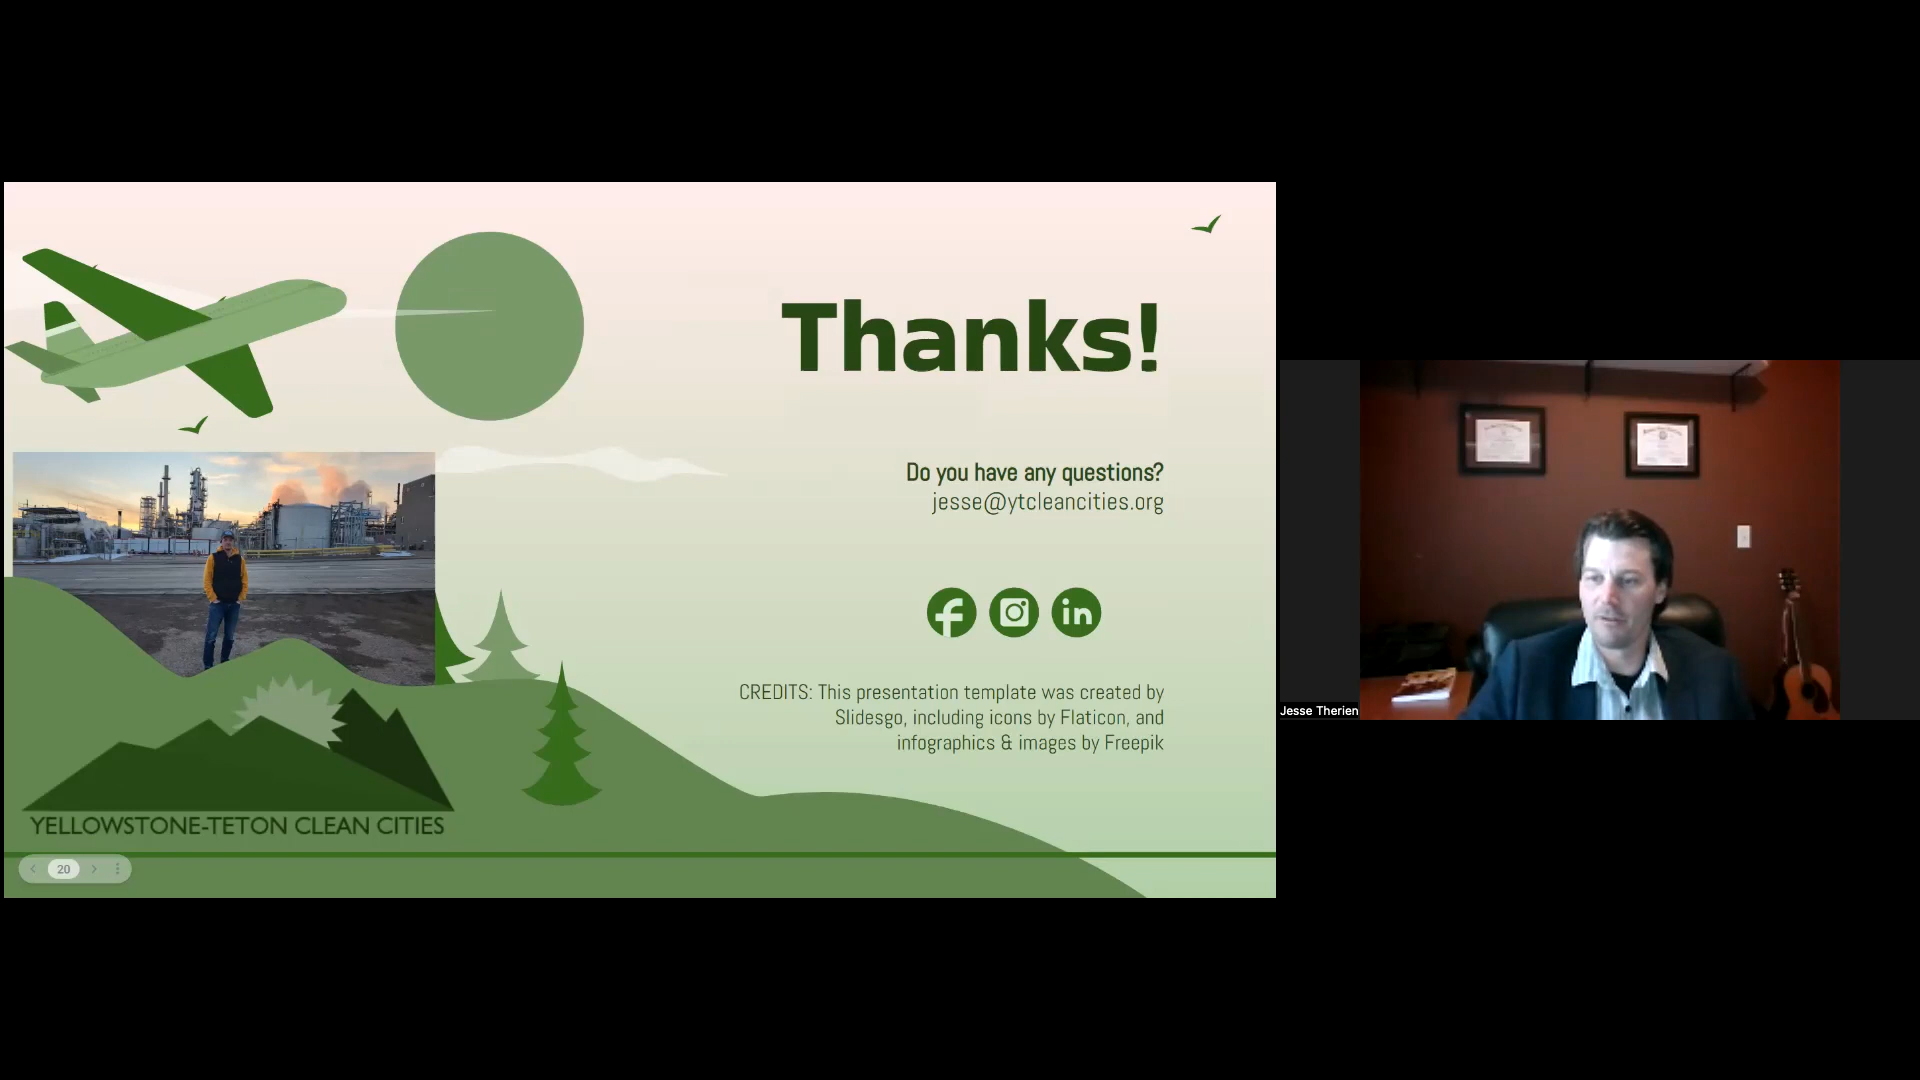 Thanks!
Do you have any questions?
jesse@ytcleancities.org
CREDITS: This presentation template was created by
Slidesgo, including icons by Flaticon, and
infographics & images by Freepik
YELLOWSTONE-TETON CLEAN CITIES
20
Jesse Therien